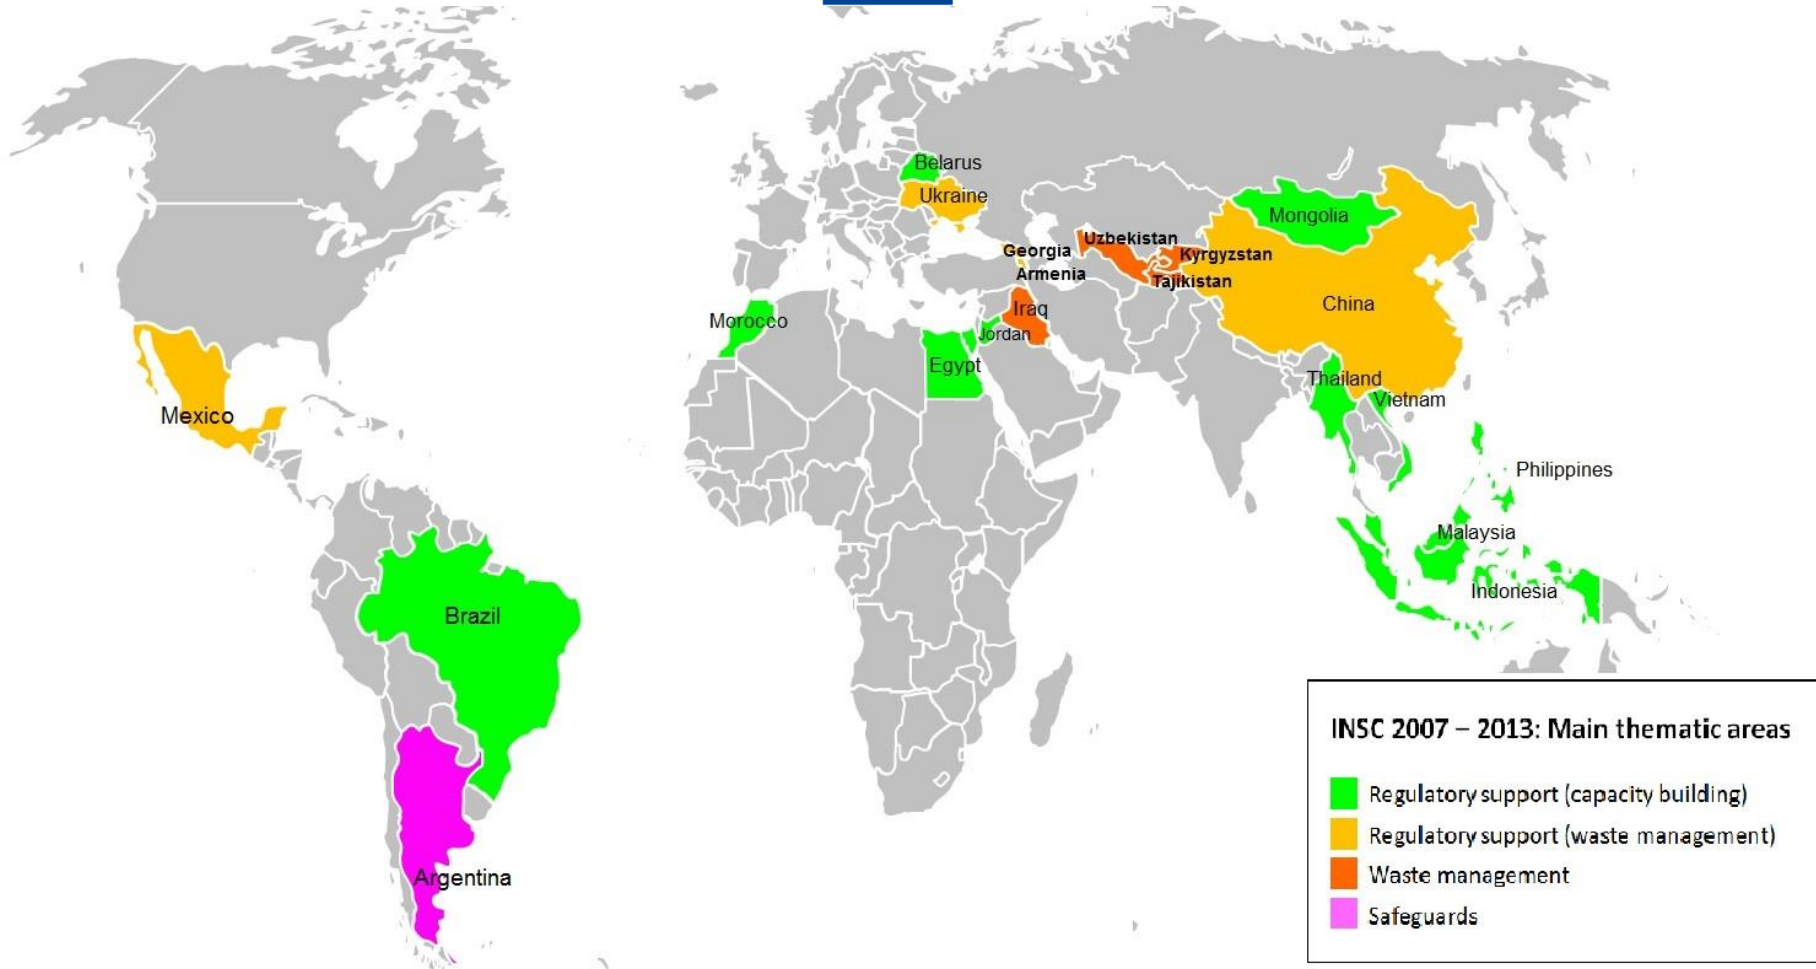 Belarus
Ukraine
Mongolia
Uzbekistan
Georgia
Kyrgyzstan
Armenia
Tajikistan
China
Iraq
Morocco
Jordan
Egypt
Thailand
Vietnam
Mexico
Philippines
Malaysia
Indonesia
Brazil
Argentina
INSC 2007 – 2013: Main thematic areas
Regulatory support (capacity building)
Regulatory support (waste management)
Waste management
Safeguards